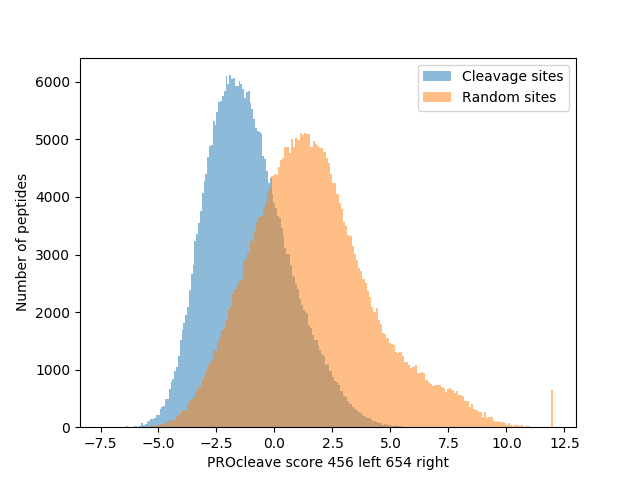 Cleavage sites
Random sites
6000
5000
4000
3000
2000
1000
0
Number of peptides
−7.5 −5.0 −2.5 0.0 2.5 5.0 7.5 10.0 12.5
PROcleave score 456 left 654 right